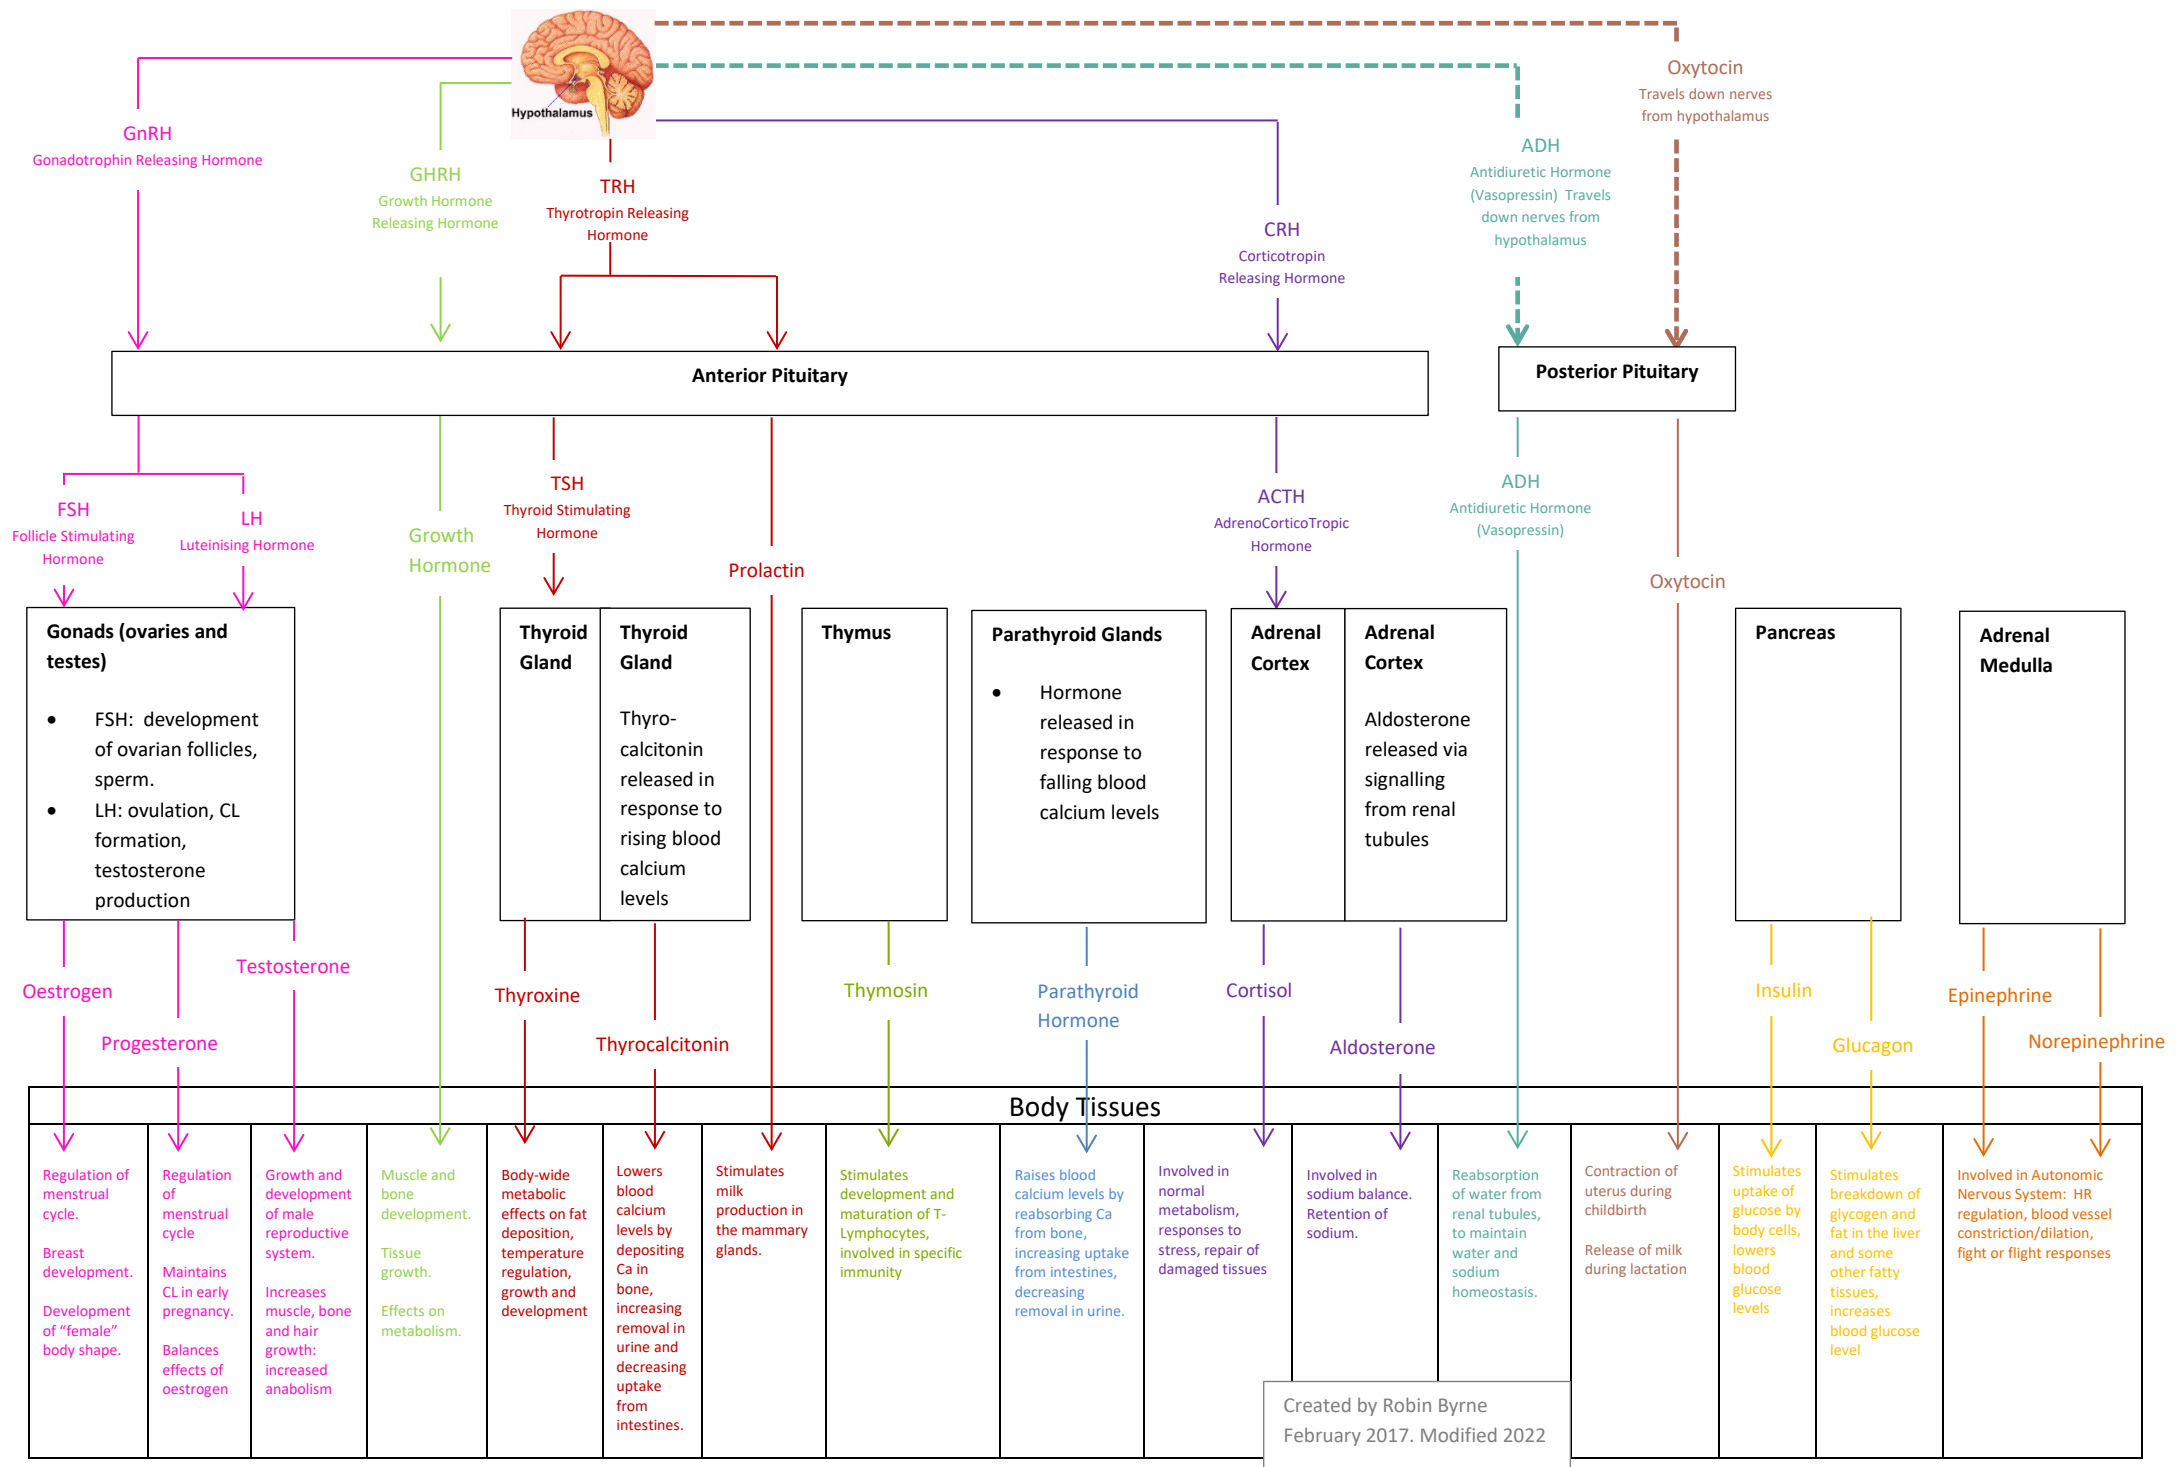 Hypothalamus
Oxytocin
Travels down nerves
from hypothalamus
GnRH
Gonadotrophin Releasing Hormone
GHRH
Growth Hormone
Releasing Hormone
TRH
Thyrotropin Releasing
Hormone
CRH
Corticotropin
Releasing Hormone
ADH
Antidiuretic Hormone
(Vasopressin) Travels
down nerves from
hypothalamus
Anterior Pituitary
Posterior Pituitary
FSH
Follicle Stimulating
Hormone
LH
Luteinising Hormone
Growth
Hormone
TSH
Thyroid Stimulating
Hormone
Prolactin
ACTH
AdrenoCorticoTropic
Hormone
ADH
Antidiuretic Hormone
(Vasopressin)
Oxytocin
Gonads (ovaries and
testes)
• FSH: development
of ovarian follicles,
sperm.
• LH: ovulation, CL
formation,
testosterone
production
Thyroid
Gland
Thyroid
Gland
Thyro-
calcitonin
released in
response to
rising blood
calcium
levels
Thymus
Parathyroid Glands
• Hormone
released in
response to
falling blood
calcium levels
Adrenal
Cortex
Adrenal
Cortex
Aldosterone
released via
signalling
from renal
tubules
Pancreas
Adrenal
Medulla
Oestrogen
Progesterone
Testosterone
Thyroxine
Thyrocalcitonin
Thymosin
Parathyroid
Hormone
Cortisol
Aldosterone
Insulin
Glucagon
Epinephrine
Norepinephrine
Body Tissues
Regulation of
menstrual
cycle.
Breast
development.
Development
of “female”
body shape.
Regulation
of
menstrual
cycle
Maintains
CL in early
pregnancy.
Balances
effects of
oestrogen
Growth and
development
of male
reproductive
system.
Increases
muscle, bone
and hair
growth:
increased
anabolism
Muscle and
bone
development.
Tissue
growth.
Effects on
metabolism.
Body-wide
metabolic
effects on fat
deposition,
temperature
regulation,
growth and
development
Lowers
blood
calcium
levels by
depositing
Ca in
bone,
increasing
removal in
urine and
decreasing
uptake
from
intestines.
Stimulates
milk
production in
the mammary
glands.
Stimulates
development and
maturation of T-
Lymphocytes,
involved in specific
immunity
Raises blood
calcium levels by
reabsorbing Ca
from bone,
increasing uptake
from intestines,
decreasing
removal in urine.
Involved in
normal
metabolism,
responses to
stress, repair of
damaged tissues
Involved in
sodium balance.
Retention of
sodium.
Reabsorption
of water from
renal tubules,
to maintain
water and
sodium
homeostasis.
Contraction of
uterus during
childbirth
Release of milk
during lactation
Stimulates
uptake of
glucose by
body cells,
lowers
blood
glucose
levels
Stimulates
breakdown of
glycogen and
fat in the liver
and some
other fatty
tissues,
increases
blood glucose
level
Involved in Autonomic
Nervous System: HR
regulation, blood vessel
constriction/dilation,
fight or flight responses
Created by Robin Byrne
February 2017. Modified 2022